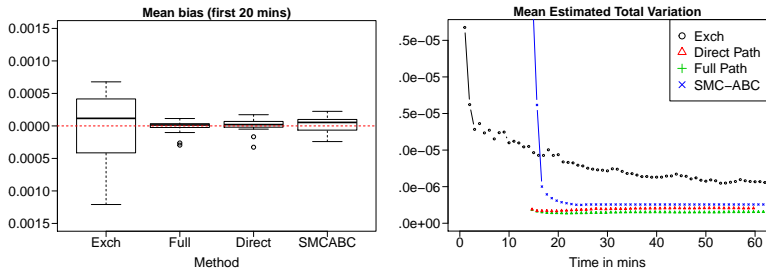 Mean bias (first 20 mins)
0.0015
0.0010
0.0005
0.0000
0.0005
0.0010
0.0015
Exch Full Direct SMCABC
Method
Mean Estimated Total Variation
.5e-05
.0e-05
.5e-05
.0e-05
.0e-06
.0e+00
Exch
Direct Path
Full Path
SMC-ABC
0 10 20 30 40 50 60
Time in mins